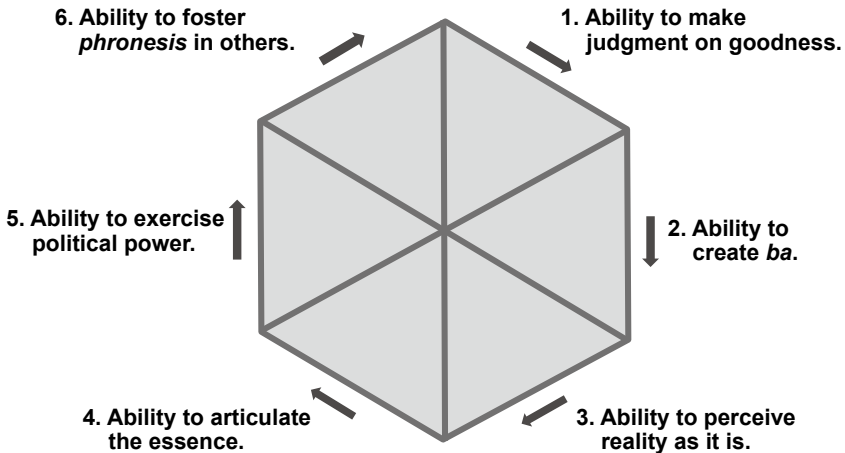 6. Ability to foster
phronesis in others.
1. Ability to make
judgment on goodness.
5. Ability to exercise
political power.
2. Ability to
create ba.
4. Ability to articulate
the essence.
3. Ability to perceive
reality as it is.